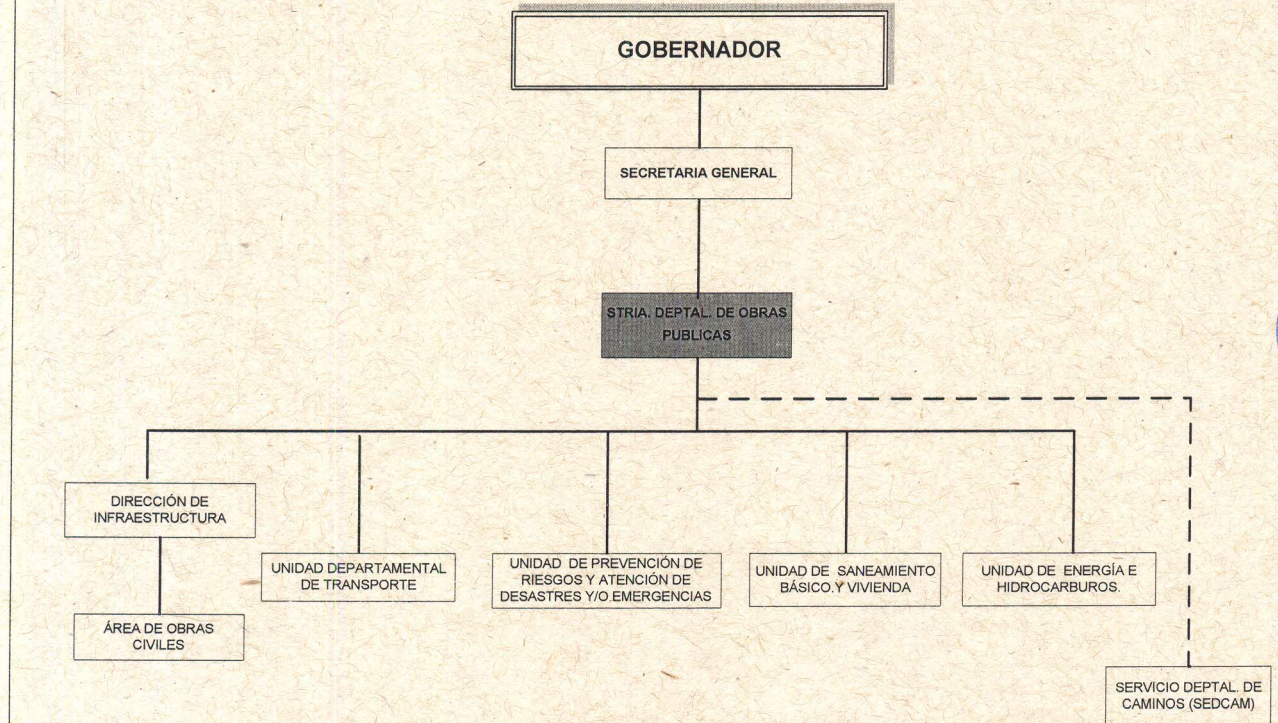 GOBERNADOR
SECRETARIA GENERAL
STRIA. DEPTAL. DE OBRAS
PUBLICAS
DIRECCIÓN DE
INFRAESTRUCTURA
UNIDAD DEPARTAMENTAL
DE TRANSPORTE
UNIDAD DE PREVENCIÓN DE
RIESGOS Y ATENCIÓN DE
DESASTRES Y/O EMERGENCIAS
UNIDAD DE SANEAMIENTO
BÁSICO Y VIVIENDA
UNIDAD DE ENERGÍA E
HIDROCARBUROS.
ÁREA DE OBRAS
CIVILES
SERVICIO DEPTAL. DE
CAMINOS (SEDCAM)